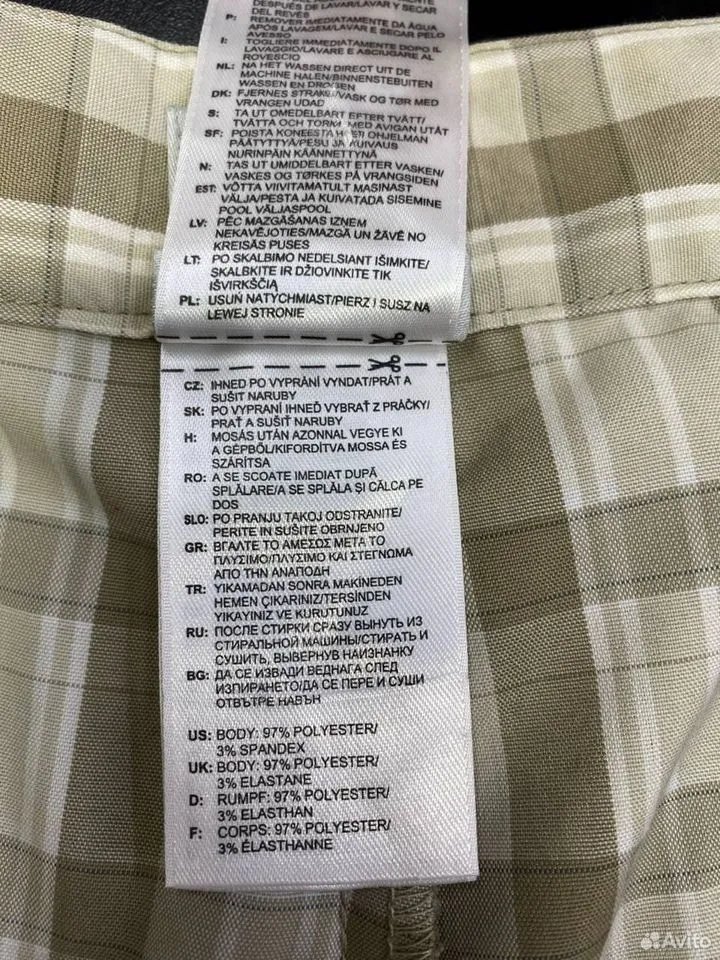 DESPUÉS DE LAVAR/LAVAR Y SECAR
DEL REVÉS
P: REMOVER IMEDIATAMENTE DA ÁGUA
APÓS LAVAGEM/LAVAR E SECAR PELO
AVESSO
I: TOGLIERE IMMEDIATAMENTE DOPO IL
LAVAGGIO/LAVARE E ASCIUGARE AL
ROVESCIO
NL: NA HET WASSEN DIRECT UIT DE
MACHINE HALEN/BINNENSTEBUITEN
WASSEN EN DROGEN
DK: FJERNES STRAKS/VASK OG TØR MED
VRANGEN UDAD
S: TA UT OMEDELBART EFTER TVÄTT/
TVÄTTA OCH TORKA MED AVIGAN UTÅT
SF: POISTA KONEESTA HETI OHJELMAN
PÄÄTYTTYÄ/PESU JA KUIVAUS
NURINPÄIN KÄÄNNETTYNÄ
N: TAS UT UMIDDELBART ETTER VASKEN/
VASKES OG TØRKES PÅ VRANGSIDEN
EST: VÕTTA VIIVITAMATULT MASINAST
VÄLJA/PESTA JA KUIVATADA SISEMINE
POOL VÄLJASPOOL
LV: PĒC MAZGĀŠANAS IZŅEM
NEKAVĒJOTIES/MAZGĀ UN ŽĀVĒ NO
KREISĀS PUSES
LT: PO SKALBIMO NEDELSIANT IŠIMKITE/
SKALBKITE IR DŽIOVINKITE TIK
IŠVIRKŠČIĄ
PL: USUŃ NATYCHMIAST/PIERZ I SUSZ NA
LEWEJ STRONIE
CZ: IHNED PO VYPRÁNÍ VYNDAT/PRÁT A
SUŠIT NARUBY
SK: PO VYPRANÍ IHNEĎ VYBRAŤ Z PRÁČKY/
PRAŤ A SUŠIŤ NARUBY
H: MOSÁS UTÁN AZONNAL VEGYE KI
A GÉPBŐL/KIFORDÍTVA MOSSA ÉS
SZÁRÍTSA
RO: A SE SCOATE IMEDIAT DUPĂ
SPĂLARE/A SE SPĂLA ȘI CĂLCA PE
DOS
SLO: PO PRANJU TAKOJ ODSTRANITE/
PERITE IN SUŠITE OBRNJENO
GR: ΒΓΑΛΤΕ ΤΟ ΑΜΕΣΩΣ ΜΕΤΑ ΤΟ
ΠΛΥΣΙΜΟ/ΠΛΥΣΙΜΟ ΚΑΙ ΣΤΕΓΝΩΜΑ
ΑΠΟ ΤΗΝ ΑΝΑΠΟΔΗ
TR: YIKAMADAN SONRA MAKİNEDEN
HEMEN ÇIKARINIZ/TERSİNDEN
YIKAYINIZ VE KURUTUNUZ
RU: ПОСЛЕ СТИРКИ СРАЗУ ВЫНУТЬ ИЗ
СТИРАЛЬНОЙ МАШИНЫ/СТИРАТЬ И
СУШИТЬ, ВЫВЕРНУВ НАИЗНАНКУ
BG: ДА СЕ ИЗВАДИ ВЕДНАГА СЛЕД
ИЗПИРАНЕТО/ДА СЕ ПЕРЕ И СУШИ
ОТВЪТРЕ НАВЪН
US: BODY: 97% POLYESTER/
3% SPANDEX
UK: BODY: 97% POLYESTER/
3% ELASTANE
D: RUMPF: 97% POLYESTER/
3% ELASTHAN
F: CORPS: 97% POLYESTER/
3% ÉLASTHANNE
Avito